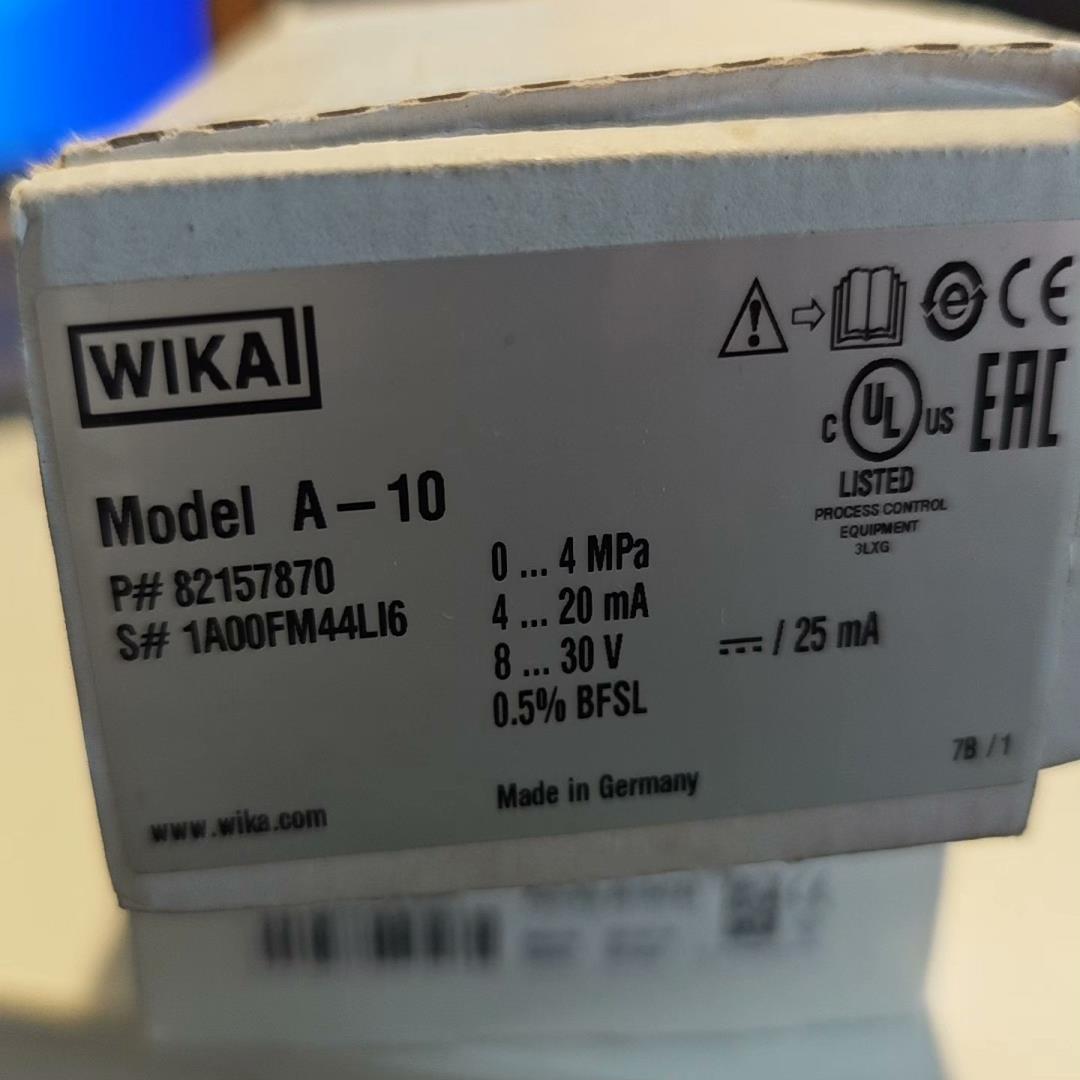 WIKA
Model A-10
P# 82157870
S# 1A00FM44LI6
0 ... 4 MPa
4 ... 20 mA
8 ... 30 V ⎓ / 25 mA
0.5% BFSL
e
CE
c UL US
EAC
LISTED
PROCESS CONTROL
EQUIPMENT
3LXG
7B / 1
Made in Germany
www.wika.com